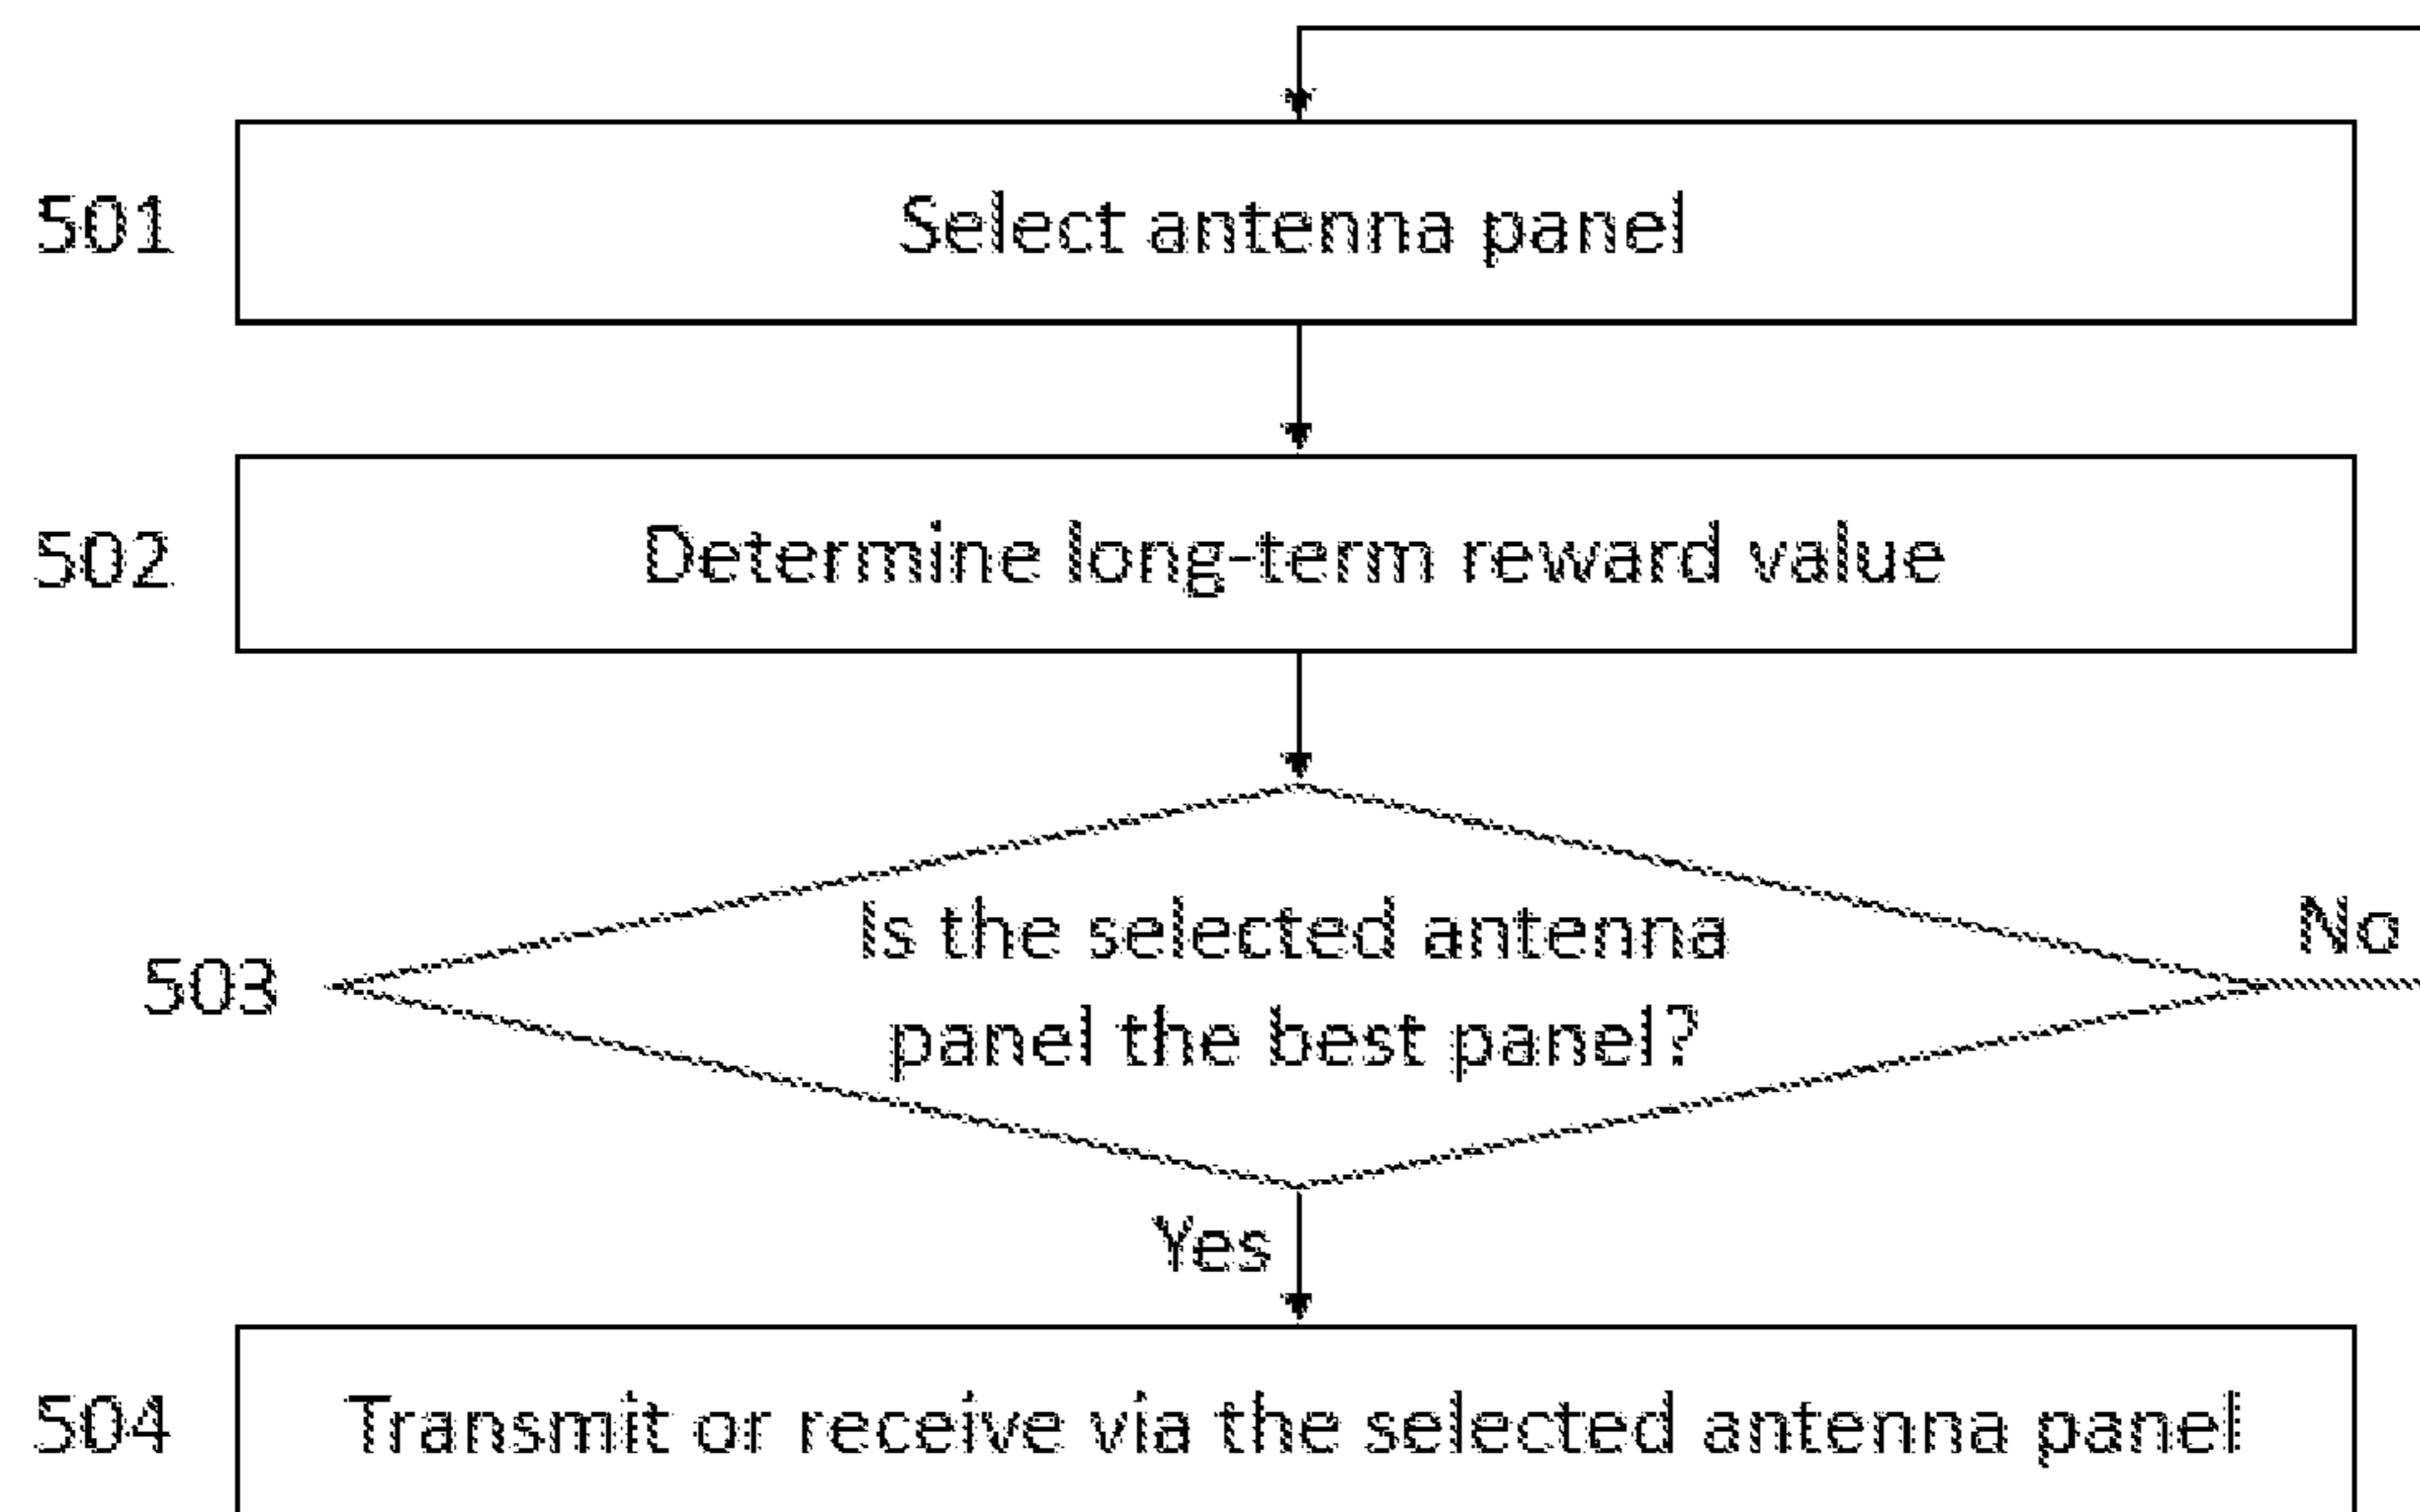 501 Select antenna panel
502 Determine long-term reward value
Is the selected antenna
No
503
panel the best panel?
Yes
504 Transmit or receive via the selected antenna panel